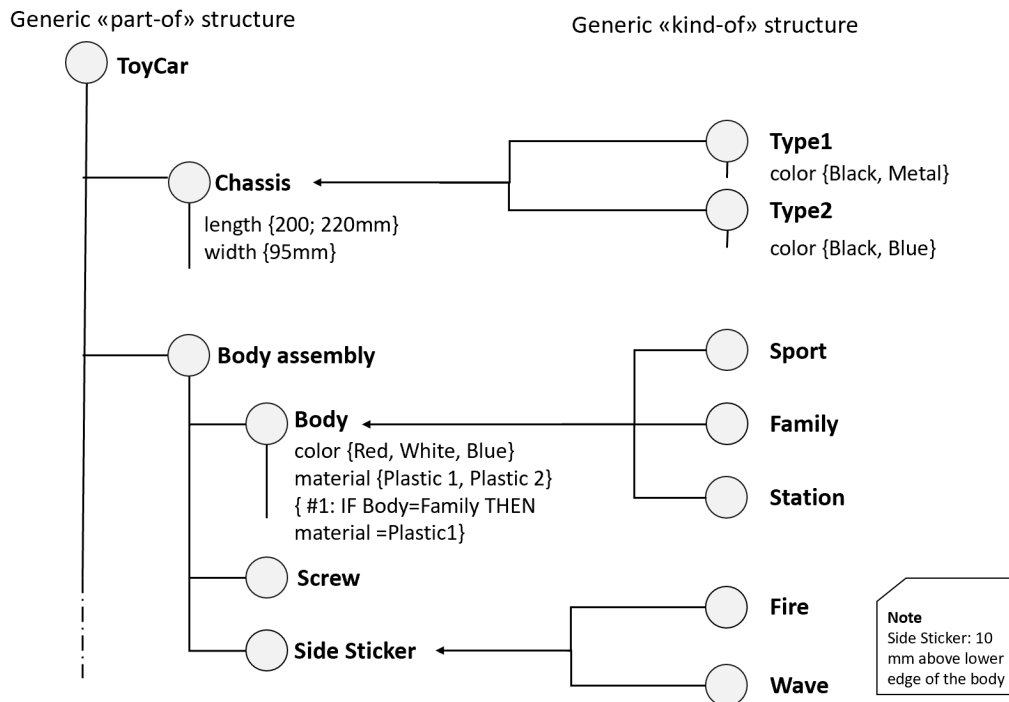 Generic «part-of» structure
Generic «kind-of» structure
ToyCar
Chassis
length {200; 220mm}
width {95mm}
Type1
color {Black, Metal}
Type2
color {Black, Blue}
Body assembly
Body
color {Red, White, Blue}
material {Plastic 1, Plastic 2}
{ #1: IF Body=Family THEN
material =Plastic1}
Sport
Family
Station
Screw
Side Sticker
Fire
Wave
Note
Side Sticker: 10
mm above lower
edge of the body